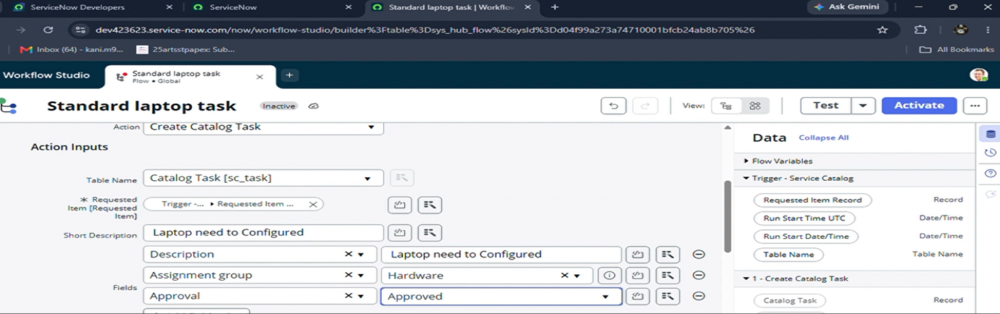 ServiceNow Developers × ServiceNow × Standard laptop task | Workflow × + Ask Gemini
dev423623.service-now.com/now/workflow-studio/builder%3Ftable%3Dsys_hub_flow%26sysId%3Dd04f99a273a74710001bfcb24ab8b705%26
Inbox (64) - kani.m9... 25artsstpapex: Sub... All Bookmarks
Workflow Studio
Standard laptop task
Flow • Global
Standard laptop task Inactive View: Test Activate
Action Create Catalog Task
Action Inputs
Table Name Catalog Task [sc_task]
* Requested
Item [Requested
Item]
Trigger -... ▸ Requested Item ...
Short Description Laptop need to Configured
Description Laptop need to Configured
Assignment group Hardware
Fields
Approval Approved
Data Collapse All
Flow Variables
Trigger - Service Catalog
Requested Item Record Record
Run Start Time UTC Date/Time
Run Start Date/Time Date/Time
Table Name Table Name
1 - Create Catalog Task
Catalog Task Record